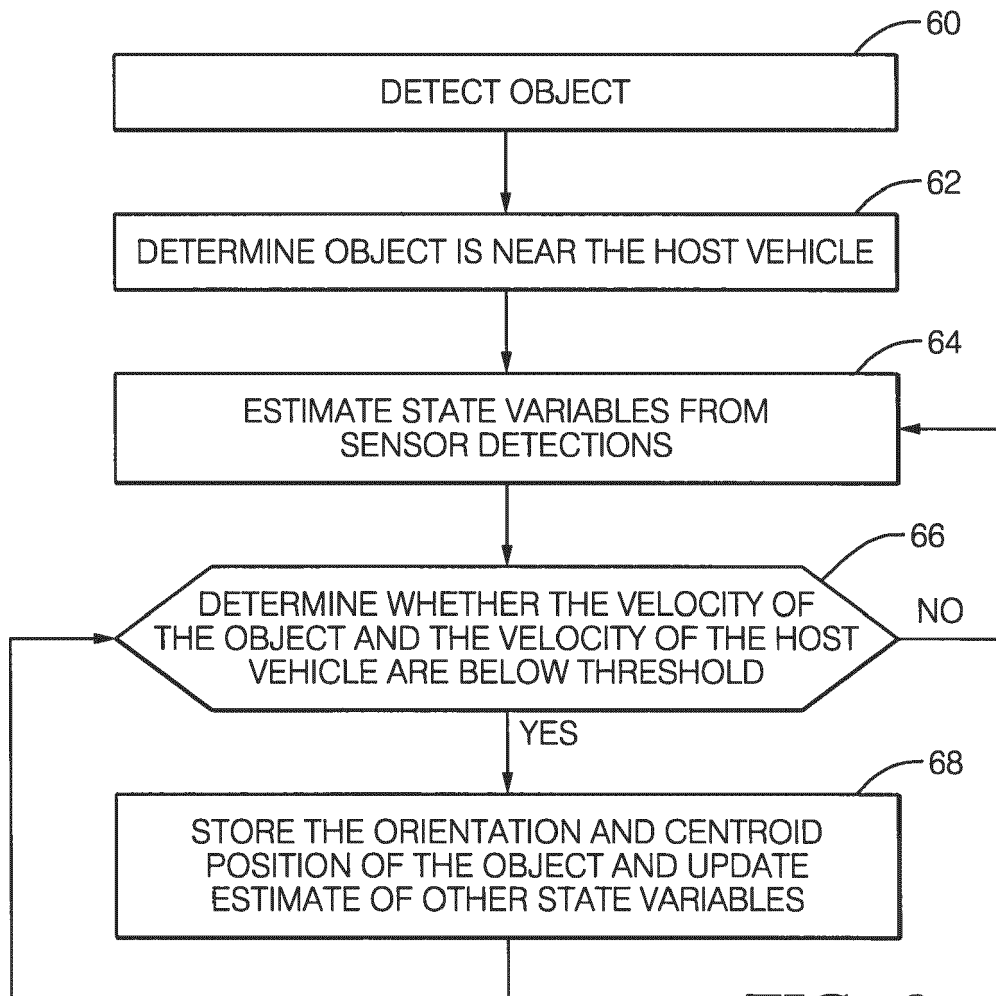 60
DETECT OBJECT
62
DETERMINE OBJECT IS NEAR THE HOST VEHICLE
64
ESTIMATE STATE VARIABLES FROM
SENSOR DETECTIONS
66
DETERMINE WHETHER THE VELOCITY OF
THE OBJECT AND THE VELOCITY OF THE HOST
VEHICLE ARE BELOW THRESHOLD
NO
YES
68
STORE THE ORIENTATION AND CENTROID
POSITION OF THE OBJECT AND UPDATE
ESTIMATE OF OTHER STATE VARIABLES